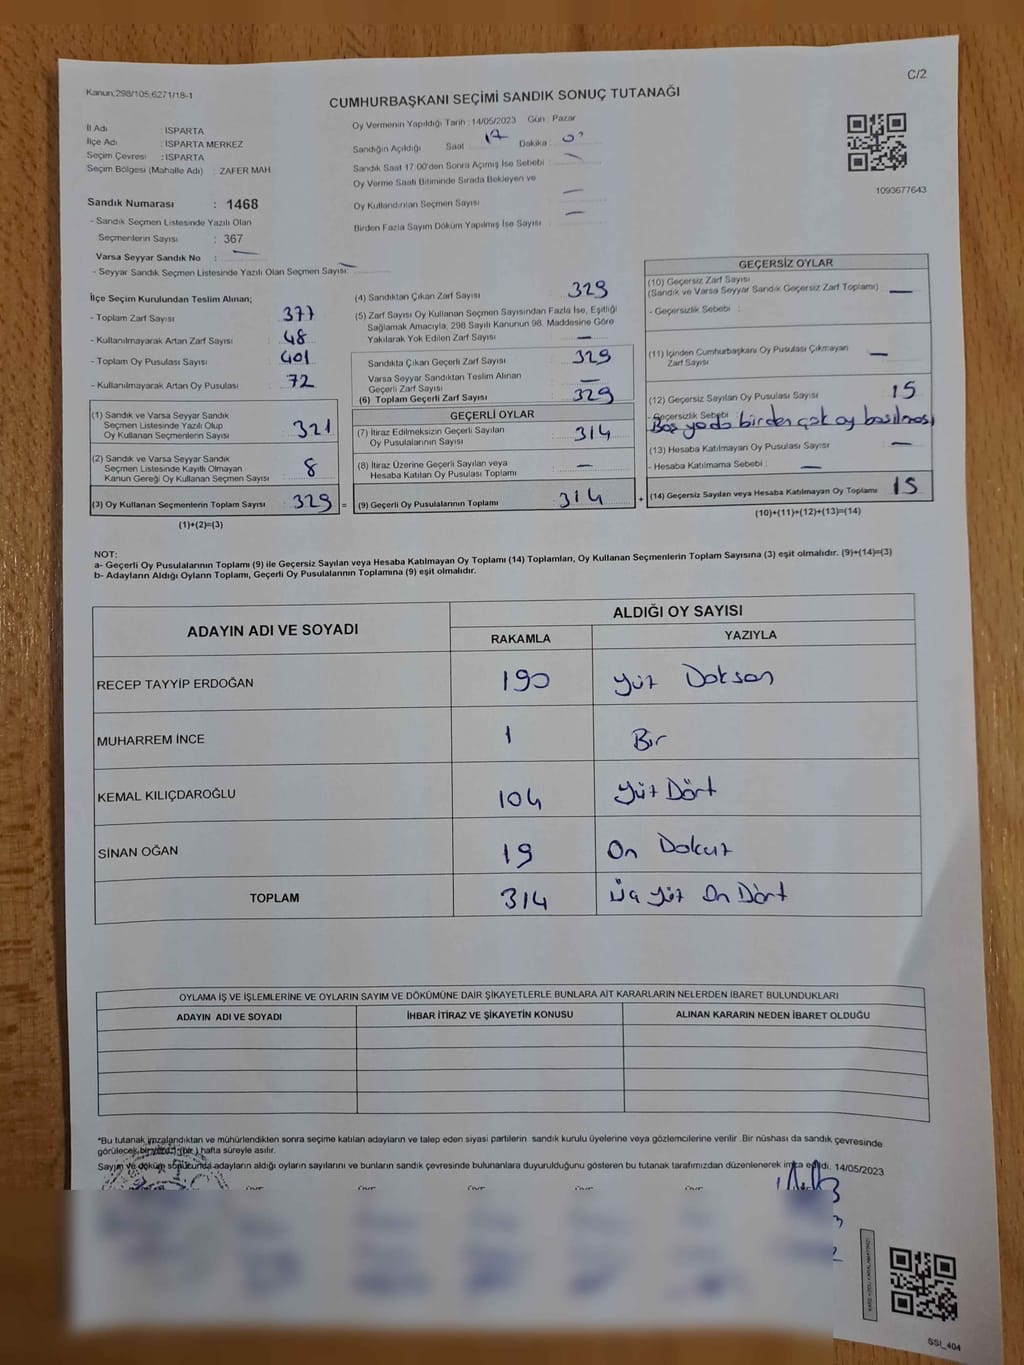 C/2
Kanun.298/105,6271/18-1
CUMHURBAŞKANI SEÇİMİ SANDIK SONUÇ TUTANAĞI
İl Adı : ISPARTA
İlçe Adı : ISPARTA MERKEZ
Seçim Çevresi : ISPARTA
Seçim Bölgesi (Mahalle Adı) : ZAFER MAH
Sandık Numarası : 1468
- Sandık Seçmen Listesinde Yazılı Olan
Seçmenlerin Sayısı : 367
Varsa Seyyar Sandık No :
- Seyyar Sandık Seçmen Listesinde Yazılı Olan Seçmen Sayısı:
Oy Vermenin Yapıldığı Tarih : 14/05/2023 Gün : Pazar
Sandığın Açıldığı Saat : 17 Dakika :
Sandık Saat 17:00'den Sonra Açımış İse Sebebi :
Oy Verme Saati Bitiminde Sırada Bekleyen ve
Oy Kullandırılan Seçmen Sayısı :
Birden Fazla Sayım Döküm Yapılmış İse Sayısı :
1093677643
İlçe Seçim Kurulundan Teslim Alınan;
- Toplam Zarf Sayısı : 377
- Kullanılmayarak Artan Zarf Sayısı : 48
- Toplam Oy Pusulası Sayısı : 401
- Kullanılmayarak Artan Oy Pusulası : 72
(1) Sandık ve Varsa Seyyar Sandık
Seçmen Listesinde Yazılı Olup
Oy Kullanan Seçmenlerin Sayısı : 321
(2) Sandık ve Varsa Seyyar Sandık
Seçmen Listesinde Kayıtlı Olmayan
Kanun Gereği Oy Kullanan Seçmen Sayısı : 8
(3) Oy Kullanan Seçmenlerin Toplam Sayısı : 329 =
(1)+(2)=(3)
(4) Sandıktan Çıkan Zarf Sayısı : 329
(5) Zarf Sayısı Oy Kullanan Seçmen Sayısından Fazla İse, Eşitliği
Sağlamak Amacıyla, 298 Sayılı Kanunun 98. Maddesine Göre
Yakılarak Yok Edilen Zarf Sayısı : —
Sandıkta Çıkan Geçerli Zarf Sayısı : 329
Varsa Seyyar Sandıktan Teslim Alınan
Geçerli Zarf Sayısı : —
(6) Toplam Geçerli Zarf Sayısı : 329
GEÇERLİ OYLAR
(7) İtiraz Edilmeksizin Geçerli Sayılan
Oy Pusulalarının Sayısı : 314
(8) İtiraz Üzerine Geçerli Sayılan veya
Hesaba Katılan Oy Pusulası Toplamı : —
(9) Geçerli Oy Pusulalarının Toplamı : 314 +
GEÇERSİZ OYLAR
(10) Geçersiz Zarf Sayısı
(Sandık ve Varsa Seyyar Sandık Geçersiz Zarf Toplamı) : —
- Geçersizlik Sebebi :
(11) İçinden Cumhurbaşkanı Oy Pusulası Çıkmayan
Zarf Sayısı : —
(12) Geçersiz Sayılan Oy Pusulası Sayısı : 15
- Geçersizlik Sebebi : Boş yada birden çok oy basılması
(13) Hesaba Katılmayan Oy Pusulası Sayısı : —
- Hesaba Katılmama Sebebi : —
(14) Geçersiz Sayılan veya Hesaba Katılmayan Oy Toplamı : 15
(10)+(11)+(12)+(13)=(14)
NOT:
a- Geçerli Oy Pusulalarının Toplamı (9) ile Geçersiz Sayılan veya Hesaba Katılmayan Oy Toplamı (14) Toplamları, Oy Kullanan Seçmenlerin Toplam Sayısına (3) eşit olmalıdır. (9)+(14)=(3)
b- Adayların Aldığı Oyların Toplamı, Geçerli Oy Pusulalarının Toplamına (9) eşit olmalıdır.
ADAYIN ADI VE SOYADI
ALDIĞI OY SAYISI
RAKAMLA YAZIYLA
RECEP TAYYİP ERDOĞAN 190 Yüz Doksan
MUHARREM İNCE 1 Bir
KEMAL KILIÇDAROĞLU 104 Yüz Dört
SİNAN OĞAN 19 On Dokuz
TOPLAM 314 Üç Yüz On Dört
OYLAMA İŞ VE İŞLEMLERİNE VE OYLARIN SAYIM VE DÖKÜMÜNE DAİR ŞİKAYETLERLE BUNLARA AİT KARARLARIN NELERDEN İBARET BULUNDUKLARI
ADAYIN ADI VE SOYADI İHBAR İTİRAZ VE ŞİKAYETİN KONUSU ALINAN KARARIN NEDEN İBARET OLDUĞU
*Bu tutanak imzalandıktan ve mühürlendikten sonra seçime katılan adayların ve talep eden siyasi partilerin sandık kurulu üyelerine veya gözlemcilerine verilir .Bir nüshası da sandık çevresinde
görülecek bir yere 1 (bir ) hafta süreyle asılır.
Sayım ve döküm sonucunda adayların aldığı oyların sayılarını ve bunların sandık çevresinde bulunanlara duyurulduğunu gösteren bu tutanak tarafımızdan düzenlenerek imza edildi. 14/05/2023
SSI_404